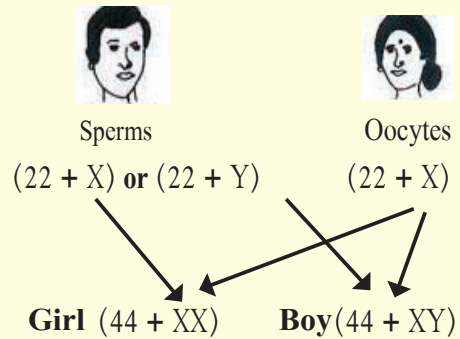 Sperms Oocytes
(22 + X) or (22 + Y) (22 + X)
Girl (44 + XX) Boy(44 + XY)